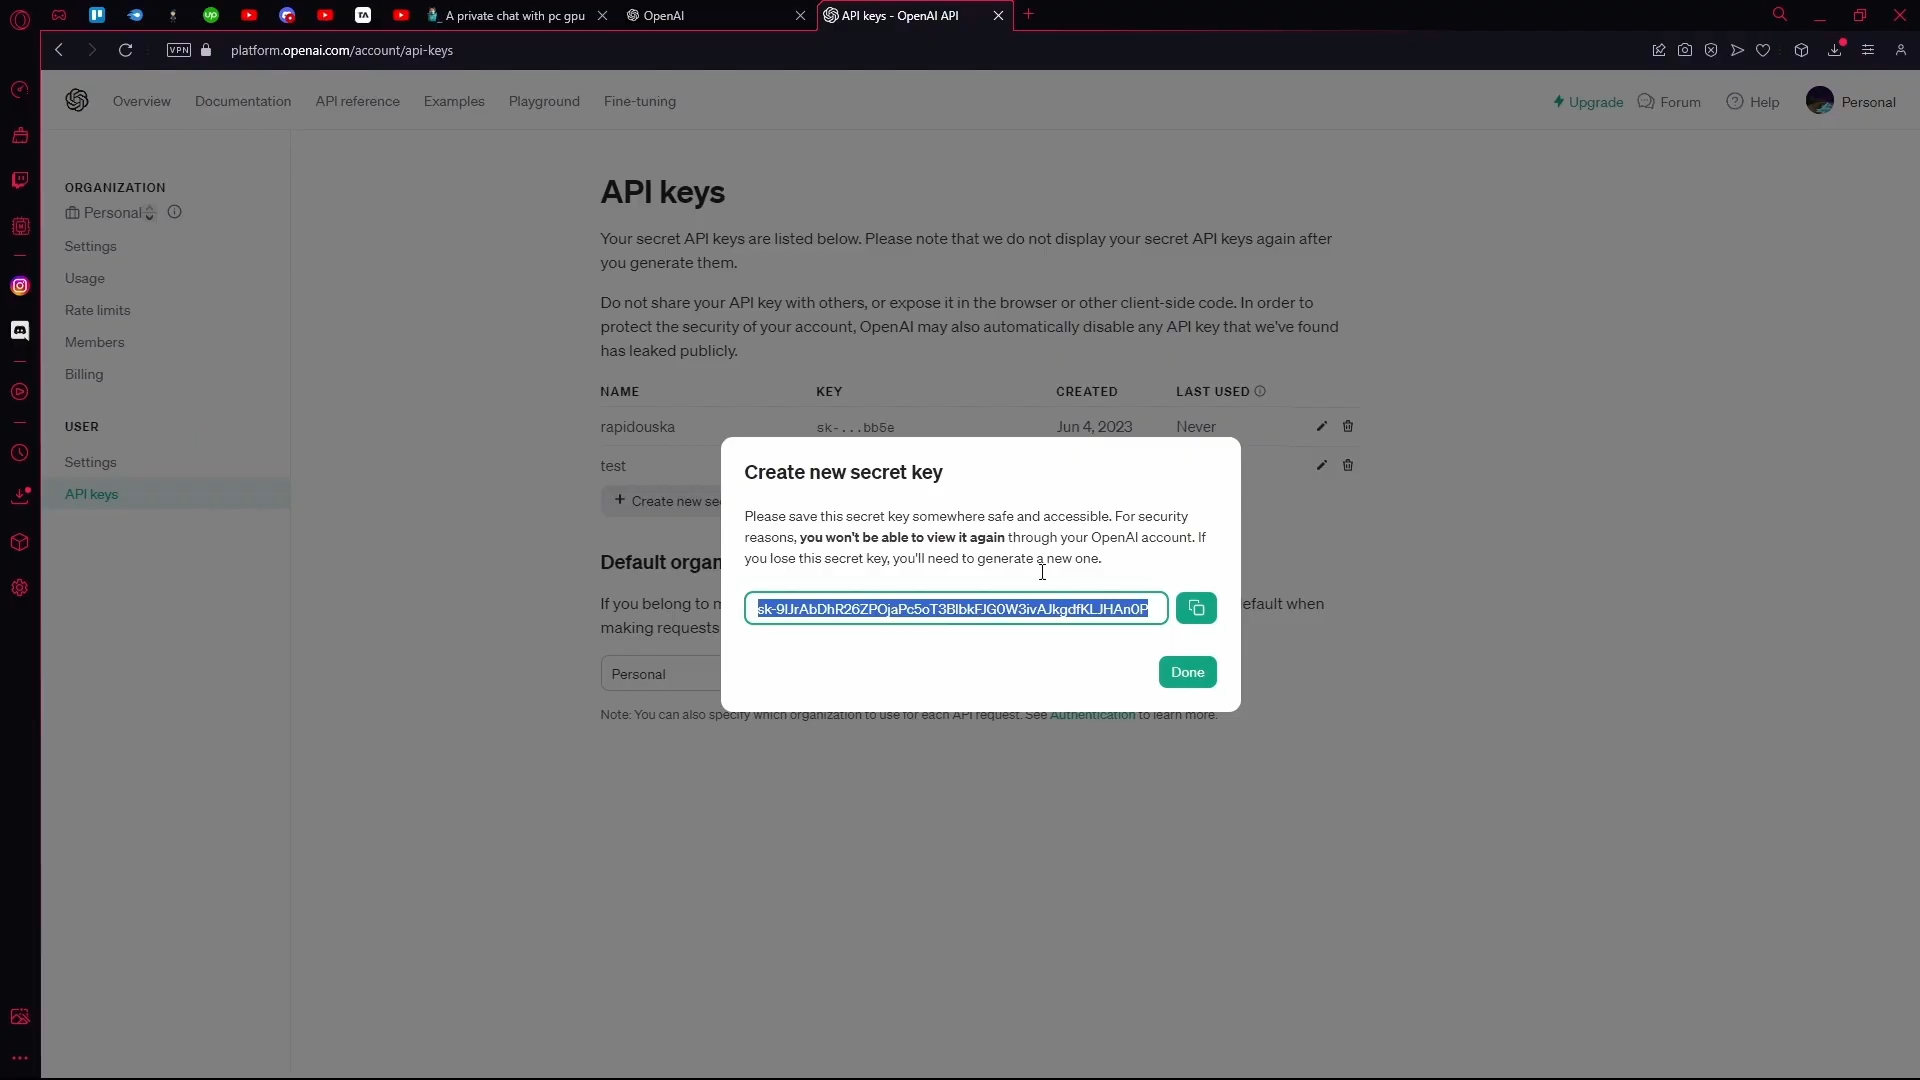 A private chat with pc gpu
OpenAI
API keys - OpenAI API
VPN
platform.openai.com/account/api-keys
Overview
Documentation
API reference
Examples
Playground
Fine-tuning
Upgrade
Forum
Help
Personal
ORGANIZATION
Personal
Settings
Usage
Rate limits
Members
Billing
USER
Settings
API keys
API keys
Your secret API keys are listed below. Please note that we do not display your secret API keys again after
you generate them.
Do not share your API key with others, or expose it in the browser or other client-side code. In order to
protect the security of your account, OpenAI may also automatically disable any API key that we've found
has leaked publicly.
NAME KEY CREATED LAST USED
rapidouska sk-...bb5e Jun 4, 2023 Never
test
+ Create new se
Default organ
If you belong to m
efault when
making requests
Personal
Note: You can also specify which organization to use for each API request. See Authentication to learn more.
Create new secret key
Please save this secret key somewhere safe and accessible. For security
reasons, you won't be able to view it again through your OpenAI account. If
you lose this secret key, you'll need to generate a new one.
Done